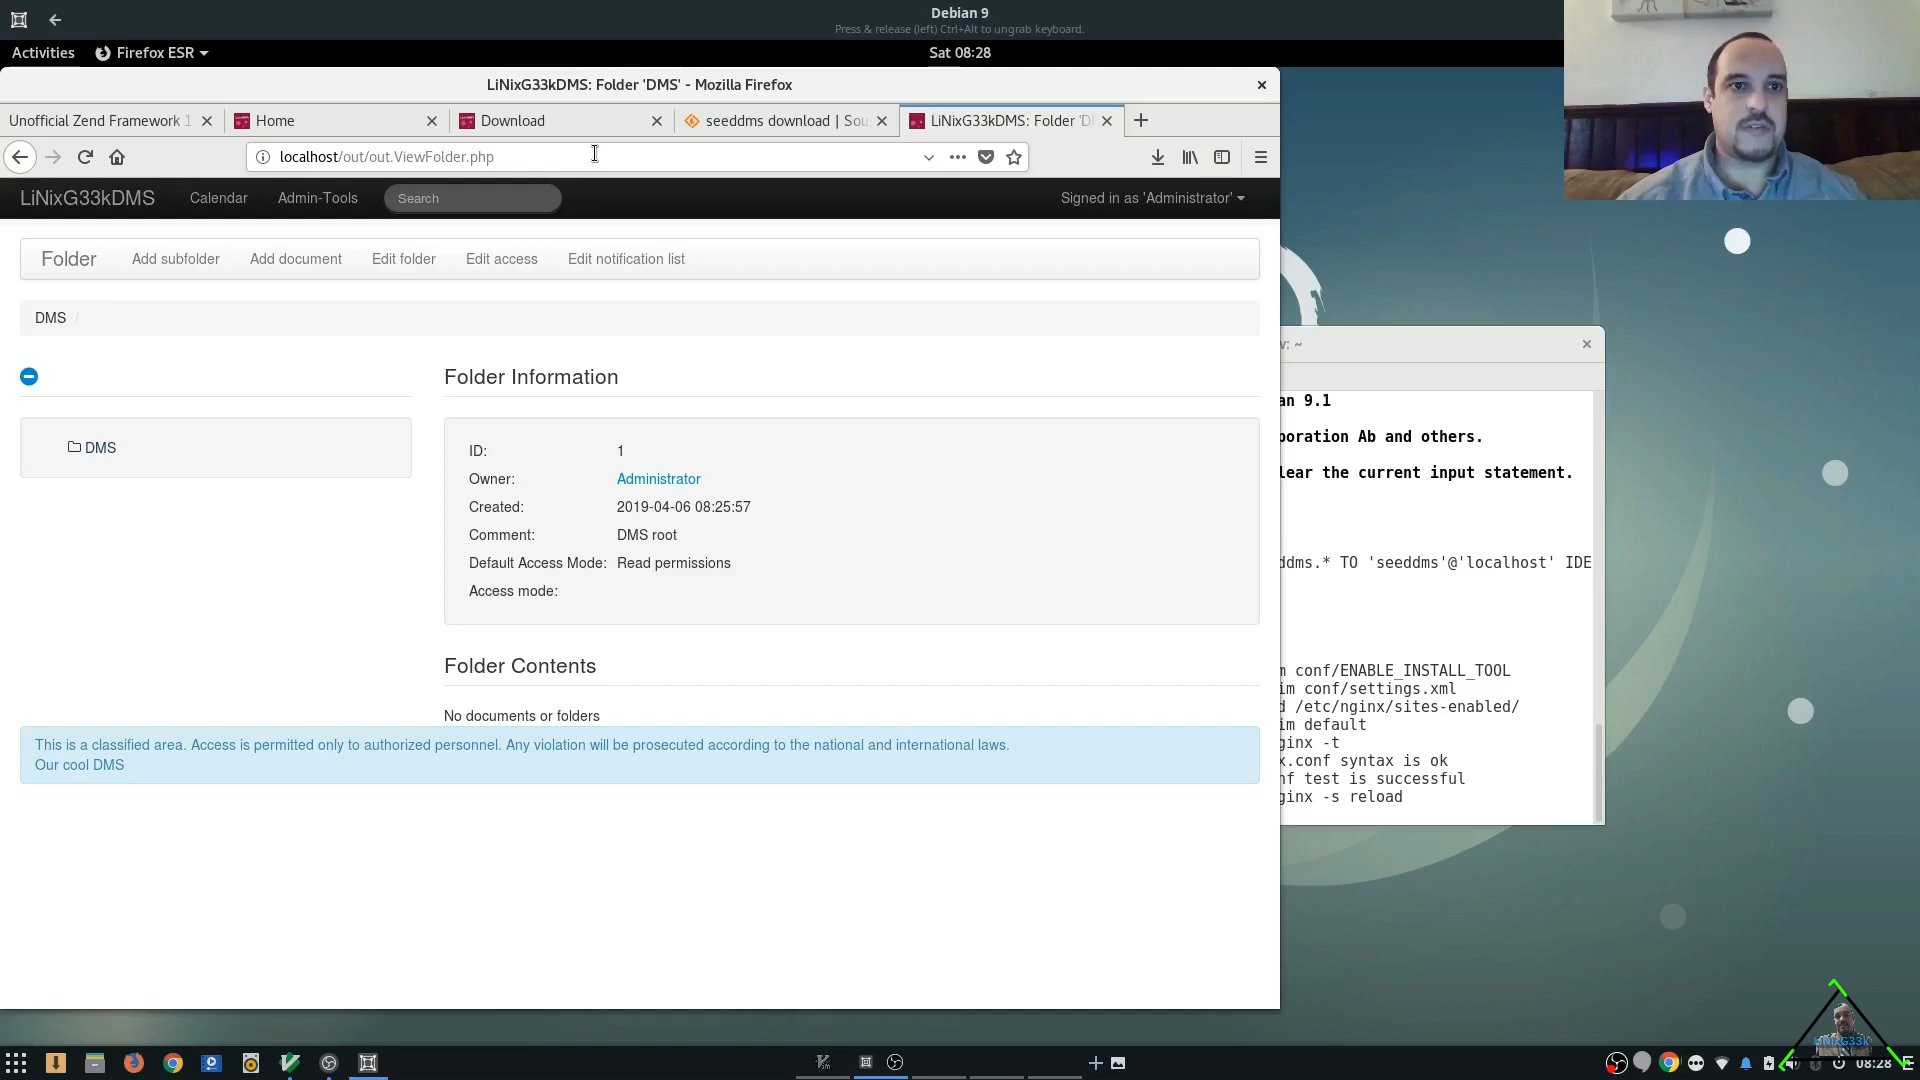 Debian 9
Press & release (left) Ctrl+Alt to ungrab keyboard.
Activities
Firefox ESR
Sat 08:28
LiNixG33kDMS: Folder 'DMS' - Mozilla Firefox
Unofficial Zend Framework 1
Home
Download
seeddms download | Sou
LiNixG33kDMS: Folder 'D
localhost/out/out.ViewFolder.php
LiNixG33kDMS
Calendar
Admin-Tools
Search
Signed in as 'Administrator'
Folder
Add subfolder
Add document
Edit folder
Edit access
Edit notification list
DMS /
DMS
Folder Information
ID: 1
Owner: Administrator
Created: 2019-04-06 08:25:57
Comment: DMS root
Default Access Mode: Read permissions
Access mode:
Folder Contents
No documents or folders
This is a classified area. Access is permitted only to authorized personnel. Any violation will be prosecuted according to the national and international laws.
Our cool DMS
v: ~
an 9.1
poration Ab and others.
lear the current input statement.
ddms.* TO 'seeddms'@'localhost' IDE
m conf/ENABLE_INSTALL_TOOL
im conf/settings.xml
d /etc/nginx/sites-enabled/
im default
ginx -t
x.conf syntax is ok
nf test is successful
ginx -s reload
LiNixG33k
08:28